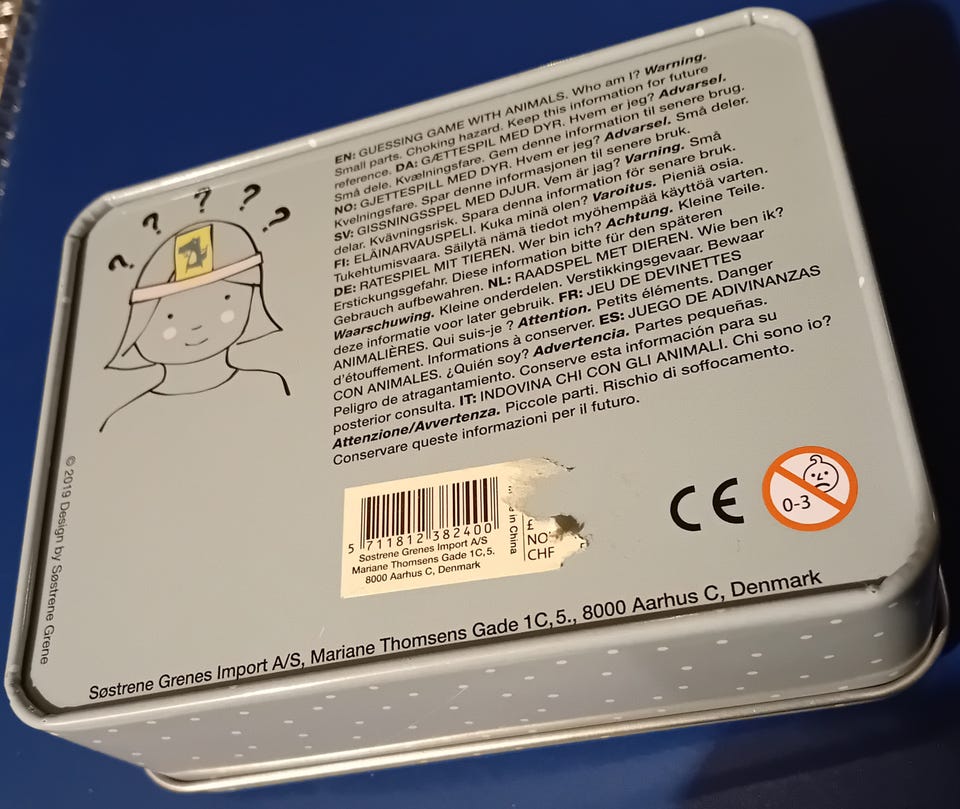 ? ? ? ? ?
EN: GUESSING GAME WITH ANIMALS. Who am I? Warning.
Small parts. Choking hazard. Keep this information for future
reference. DA: GÆTTESPIL MED DYR. Hvem er jeg? Advarsel.
Små dele. Kvælningsfare. Gem denne information til senere brug.
NO: GJETTESPILL MED DYR. Hvem er jeg? Advarsel. Små deler.
Kvelningsfare. Spar denne informasjonen til senere bruk.
SV: GISSNINGSSPEL MED DJUR. Vem är jag? Varning. Små
delar. Kvävningsrisk. Spara denna information för senare bruk.
FI: ELÄINARVAUSPELI. Kuka minä olen? Varoitus. Pieniä osia.
Tukehtumisvaara. Säilytä nämä tiedot myöhempää käyttöä varten.
DE: RATESPIEL MIT TIEREN. Wer bin ich? Achtung. Kleine Teile.
Erstickungsgefahr. Diese information bitte für den späteren
Gebrauch aufbewahren. NL: RAADSPEL MET DIEREN. Wie ben ik?
Waarschuwing. Kleine onderdelen. Verstikkingsgevaar. Bewaar
deze informatie voor later gebruik. FR: JEU DE DEVINETTES
ANIMALIÈRES. Qui suis-je ? Attention. Petits éléments. Danger
d'étouffement. Informations à conserver. ES: JUEGO DE ADIVINANZAS
CON ANIMALES. ¿Quién soy? Advertencia. Partes pequeñas.
Peligro de atragantamiento. Conserve esta información para su
posterior consulta. IT: INDOVINA CHI CON GLI ANIMALI. Chi sono io?
Attenzione/Avvertenza. Piccole parti. Rischio di soffocamento.
Conservare queste informazioni per il futuro.
5 711812 382400
Søstrene Grenes Import A/S
Mariane Thomsens Gade 1C,5.
8000 Aarhus C, Denmark
in China
£
NO
CHF
CE
0-3
© 2019 Design by Søstrene Grene
Søstrene Grenes Import A/S, Mariane Thomsens Gade 1C,5., 8000 Aarhus C, Denmark